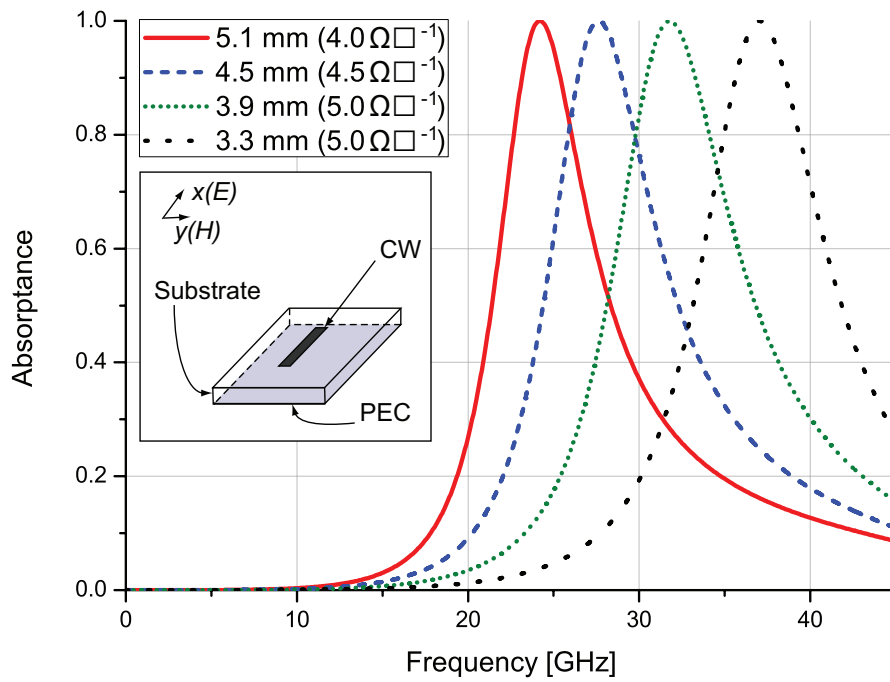 1.0
0.8
0.6
0.4
0.2
0.0
Absorptance
5.1 mm (4.0 Ω□⁻¹)
4.5 mm (4.5 Ω□⁻¹)
3.9 mm (5.0 Ω□⁻¹)
3.3 mm (5.0 Ω□⁻¹)
x(E)
y(H)
CW
Substrate
PEC
0 10 20 30 40
Frequency [GHz]